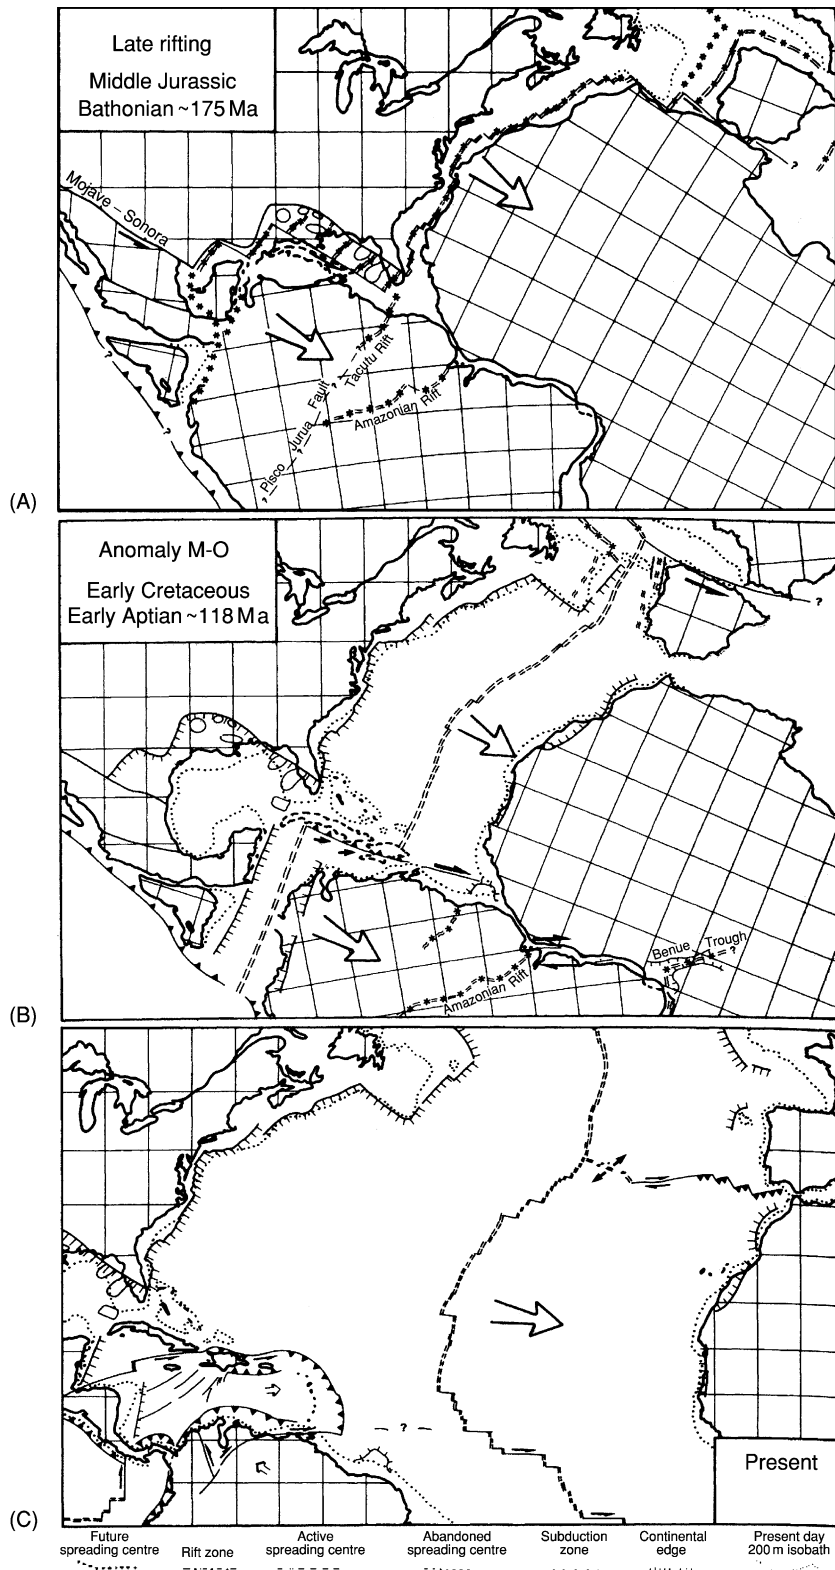 Late rifting
Middle Jurassic
Bathonian ~175 Ma
Mojave – Sonora
?
?
?
?
Tacutu Rift
Amazonian Rift
? Pisco Jurua Fault ?
(A)
Anomaly M-O
Early Cretaceous
Early Aptian ~118 Ma
?
Benue Trough
?
Amazonian Rift
(B)
?
Present
(C)
Future
spreading centre
Rift zone
Active
spreading centre
Abandoned
spreading centre
Subduction
zone
Continental
edge
Present day
200 m isobath